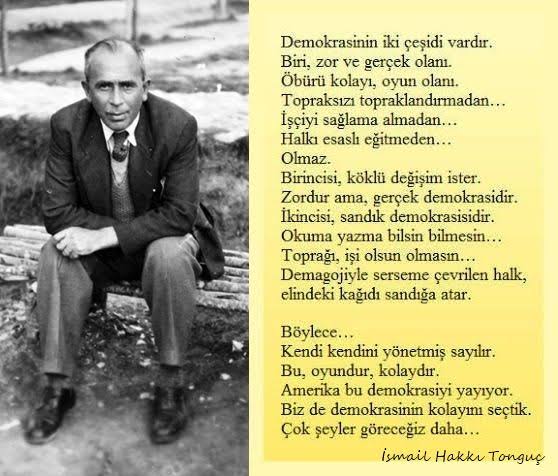 Demokrasinin iki çeşidi vardır.
Biri, zor ve gerçek olanı.
Öbürü kolayı, oyun olanı.
Topraksızı topraklandırmadan…
İşçiyi sağlama almadan…
Halkı esaslı eğitmeden…
Olmaz.
Birincisi, köklü değişim ister.
Zordur ama, gerçek demokrasidir.
İkincisi, sandık demokrasisidir.
Okuma yazma bilsin bilmesin…
Toprağı, işi olsun olmasın…
Demagojiyle serseme çevrilen halk,
elindeki kağıdı sandığa atar.

Böylece…
Kendi kendini yönetmiş sayılır.
Bu, oyundur, kolaydır.
Amerika bu demokrasiyi yayıyor.
Biz de demokrasinin kolayını seçtik.
Çok şeyler göreceğiz daha…
İsmail Hakkı Tonguç